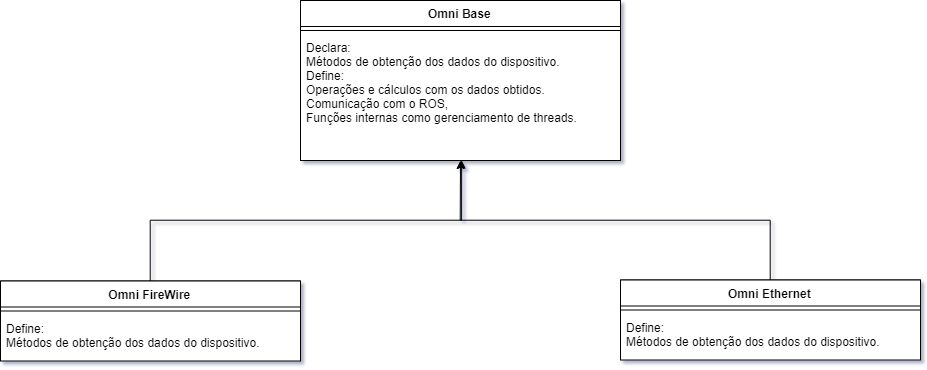 Omni Base
Declara:
Métodos de obtenção dos dados do dispositivo.
Define:
Operações e cálculos com os dados obtidos.
Comunicação com o ROS,
Funções internas como gerenciamento de threads.
Omni FireWire
Define:
Métodos de obtenção dos dados do dispositivo.
Omni Ethernet
Define:
Métodos de obtenção dos dados do dispositivo.